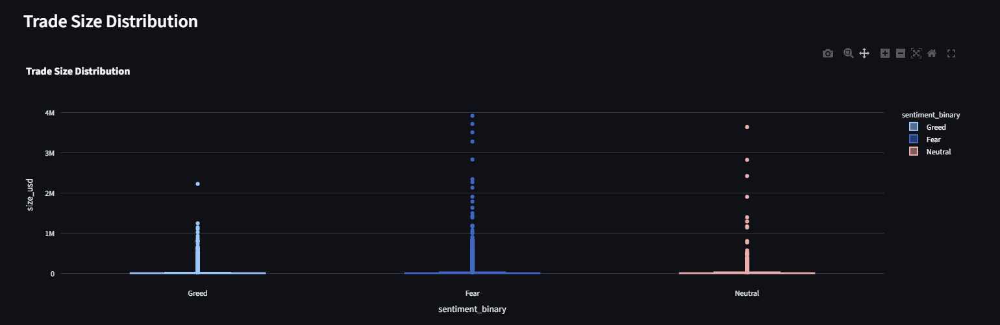 Trade Size Distribution
Trade Size Distribution
4M
3M
2M
1M
0
size_usd
Greed
Fear
Neutral
sentiment_binary
sentiment_binary
Greed
Fear
Neutral